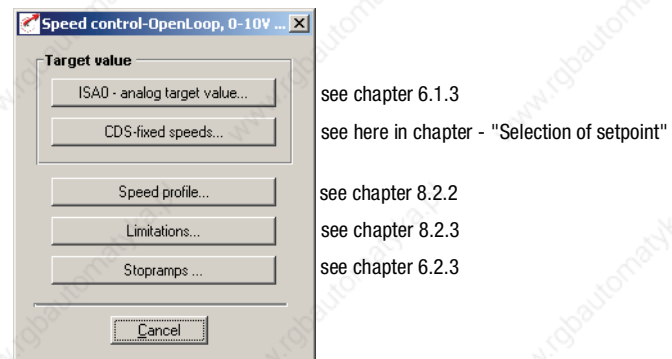 Speed control-OpenLoop, 0-10V ...
Target value
ISA0 - analog target value... see chapter 6.1.3
CDS-fixed speeds... see here in chapter - "Selection of setpoint"
Speed profile... see chapter 8.2.2
Limitations... see chapter 8.2.3
Stopramps ... see chapter 6.2.3
Cancel